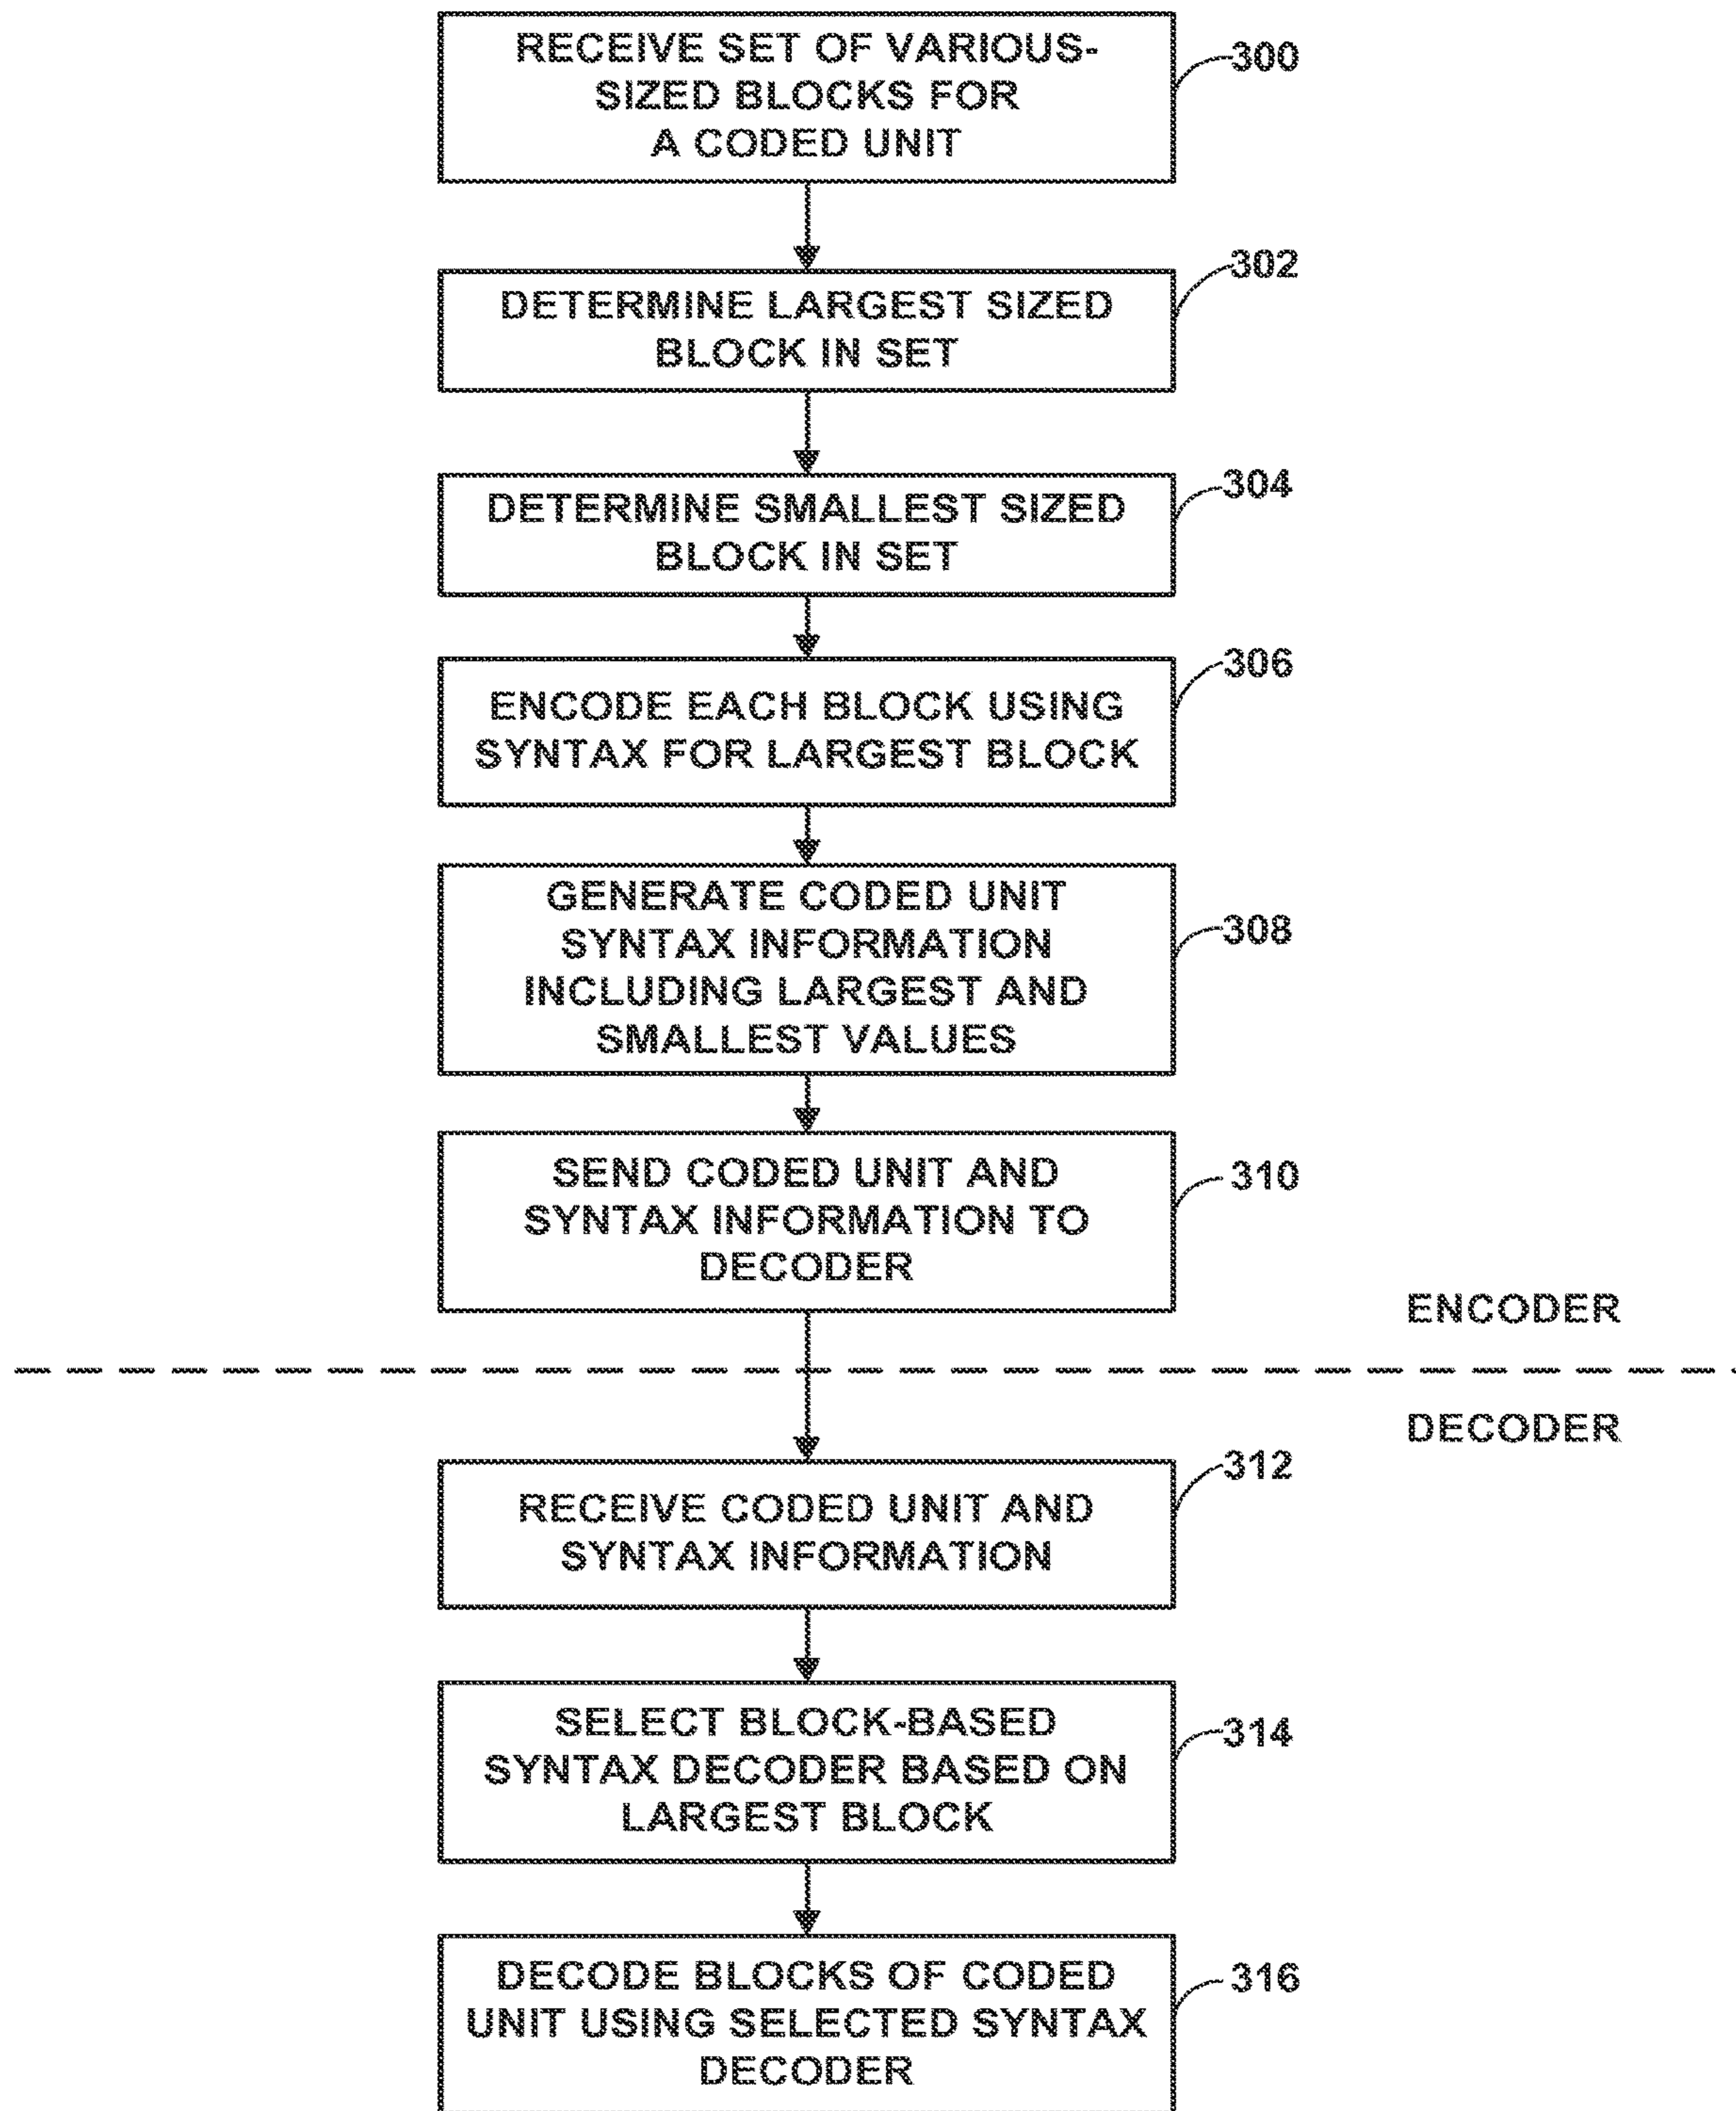 RECEIVE SET OF VARIOUS-
SIZED BLOCKS FOR
A CODED UNIT
300
DETERMINE LARGEST SIZED
BLOCK IN SET
302
DETERMINE SMALLEST SIZED
BLOCK IN SET
304
ENCODE EACH BLOCK USING
SYNTAX FOR LARGEST BLOCK
306
GENERATE CODED UNIT
SYNTAX INFORMATION
INCLUDING LARGEST AND
SMALLEST VALUES
308
SEND CODED UNIT AND
SYNTAX INFORMATION TO
DECODER
310
ENCODER
DECODER
RECEIVE CODED UNIT AND
SYNTAX INFORMATION
312
SELECT BLOCK-BASED
SYNTAX DECODER BASED ON
LARGEST BLOCK
314
DECODE BLOCKS OF CODED
UNIT USING SELECTED SYNTAX
DECODER
316